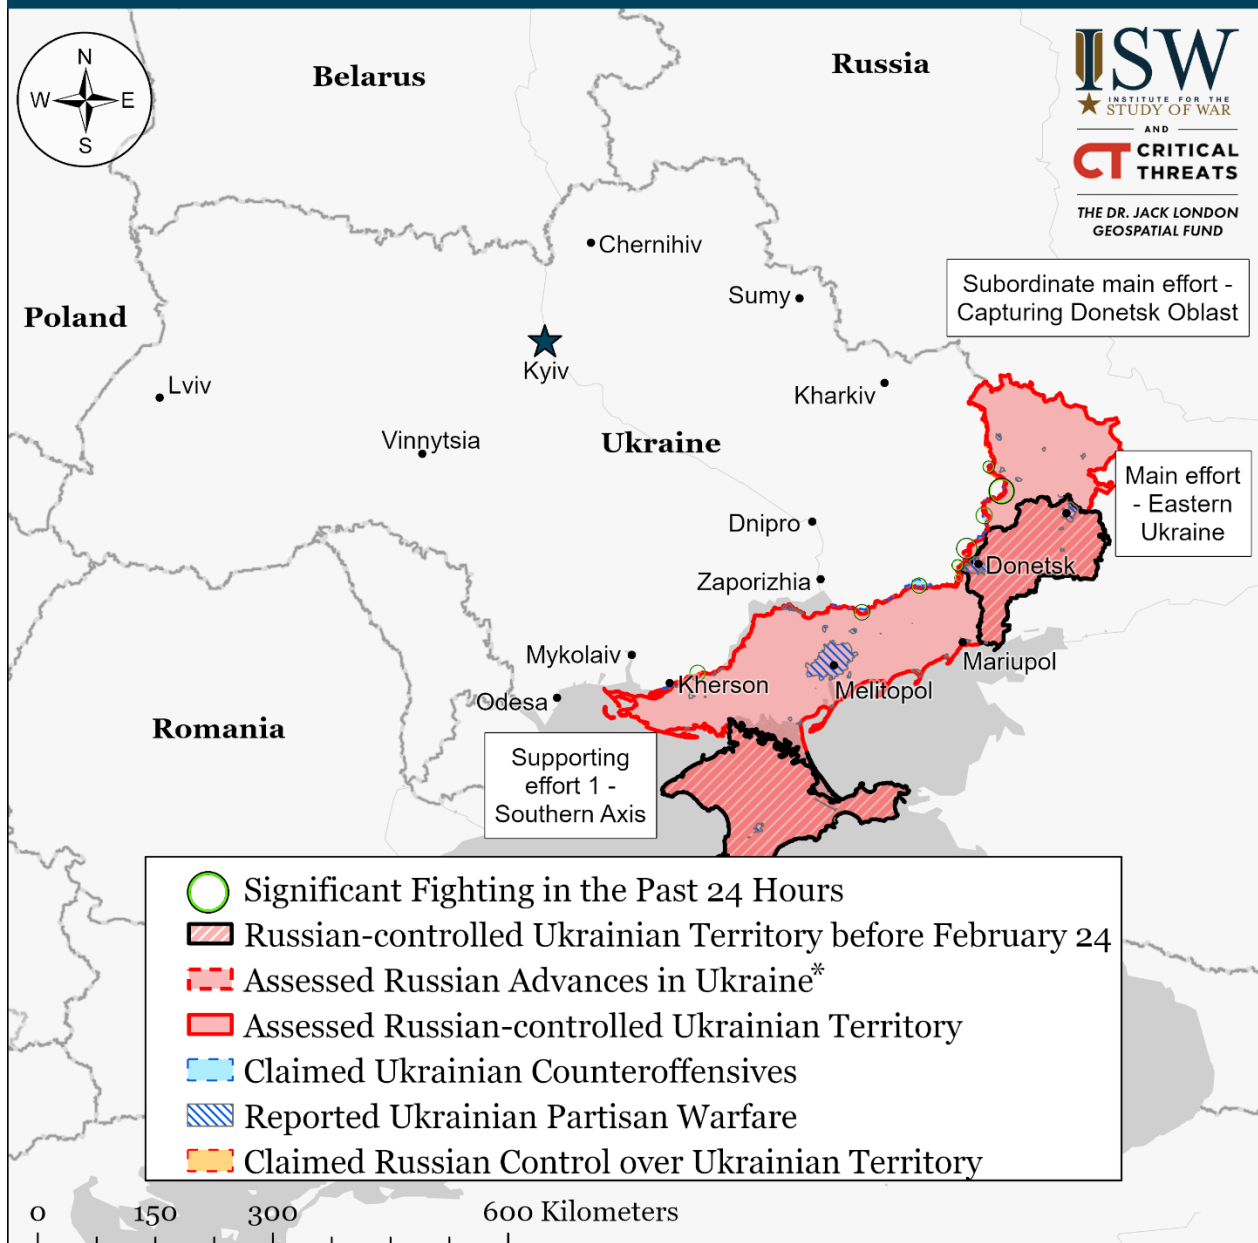 N
W E
S
Belarus
Russia
ISW
INSTITUTE FOR THE
STUDY OF WAR
AND
CT CRITICAL
THREATS
THE DR. JACK LONDON
GEOSPATIAL FUND
Chernihiv
Sumy
Subordinate main effort -
Capturing Donetsk Oblast
Poland
Kyiv
Lviv
Kharkiv
Vinnytsia
Ukraine
Main effort
- Eastern
Ukraine
Dnipro
Donetsk
Zaporizhia
Mykolaiv
Mariupol
Kherson
Melitopol
Odesa
Romania
Supporting
effort 1 -
Southern Axis
Significant Fighting in the Past 24 Hours
Russian-controlled Ukrainian Territory before February 24
Assessed Russian Advances in Ukraine*
Assessed Russian-controlled Ukrainian Territory
Claimed Ukrainian Counteroffensives
Reported Ukrainian Partisan Warfare
Claimed Russian Control over Ukrainian Territory
0 150 300 600 Kilometers